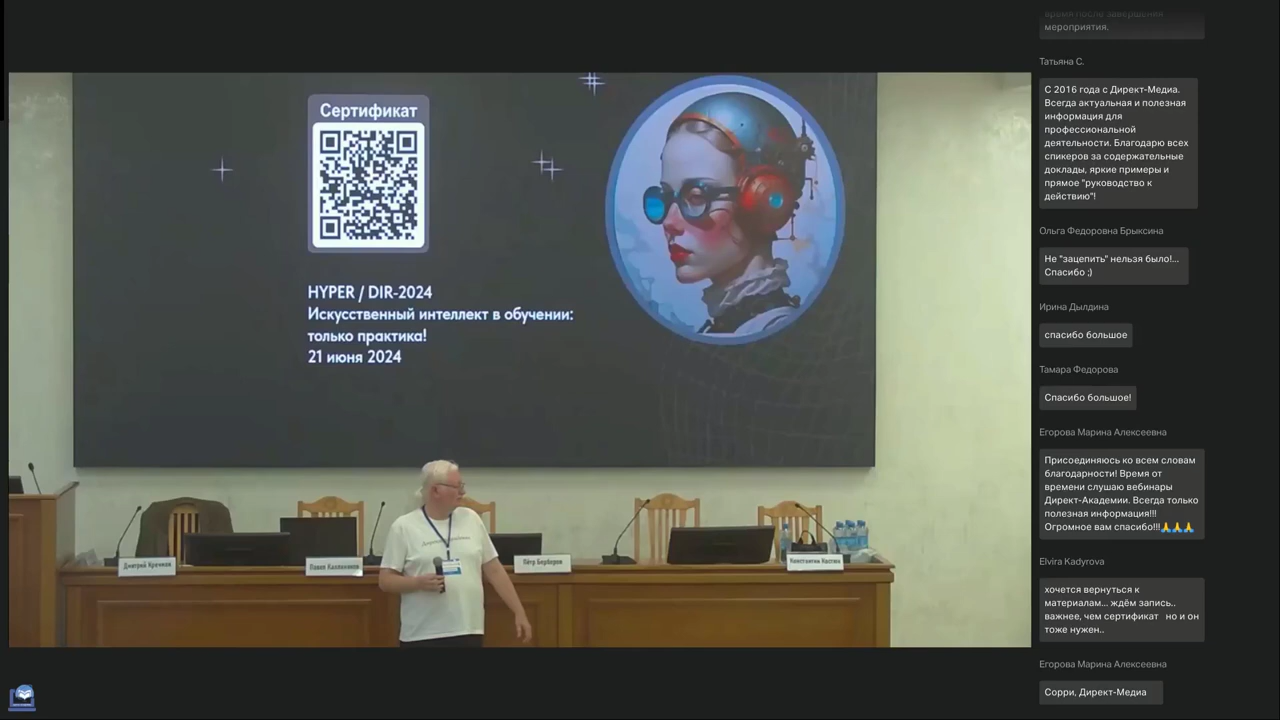 Сертификат
HYPER / DIR-2024
Искусственный интеллект в обучении:
только практика!
21 июня 2024
Дмитрий Крючков
Пётр Берберов
Константин Костюк
время после завершения
мероприятия.
Татьяна С.
С 2016 года с Директ-Медиа.
Всегда актуальная и полезная
информация для
профессиональной
деятельности. Благодарю всех
спикеров за содержательные
доклады, яркие примеры и
прямое "руководство к
действию"!
Ольга Федоровна Брыксина
Не "зацепить" нельзя было!...
Спасибо ;)
Ирина Дылдина
спасибо большое
Тамара Федорова
Спасибо большое!
Егорова Марина Алексеевна
Присоединяюсь ко всем словам
благодарности! Время от
времени слушаю вебинары
Директ-Академии. Всегда только
полезная информация!!!
Огромное вам спасибо!!!🙏🙏🙏
Elvira Kadyrova
хочется вернуться к
материалам... ждём запись..
важнее, чем сертификат но и он
тоже нужен..
Егорова Марина Алексеевна
Сорри, Директ-Медиа